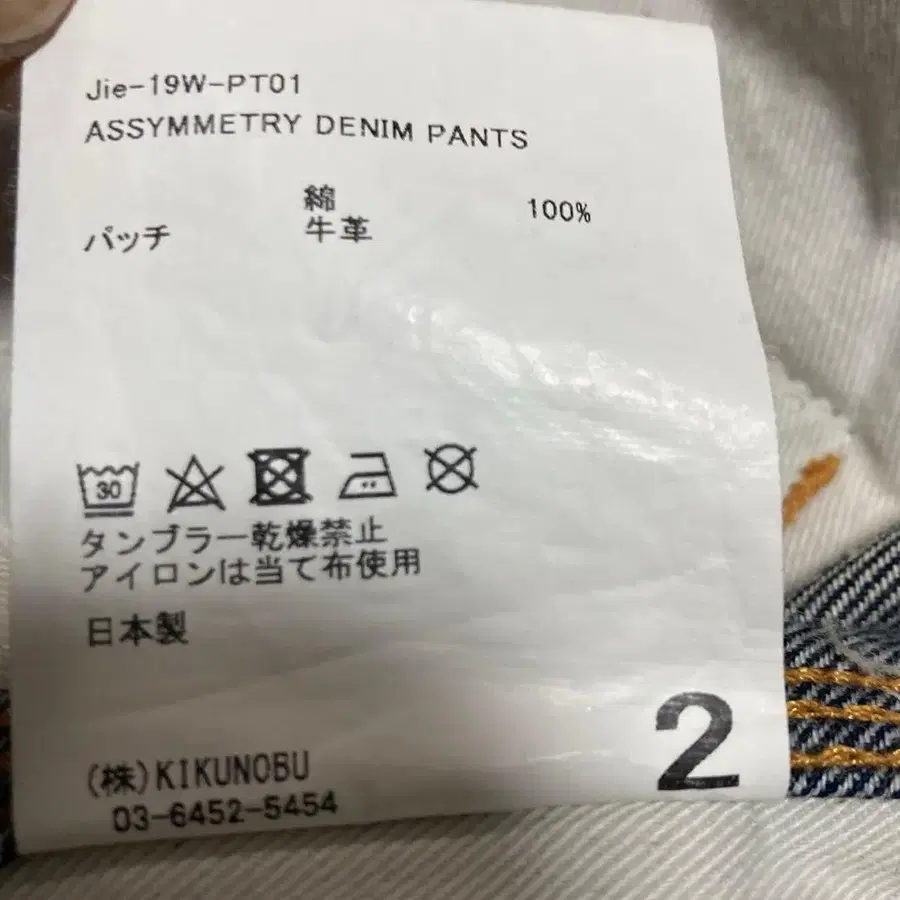 Jie-19W-PT01
ASSYMMETRY DENIM PANTS
綿 100%
パッチ 牛革
30
タンブラー乾燥禁止
アイロンは当て布使用
日本製
2
(株)KIKUNOBU
03-6452-5454